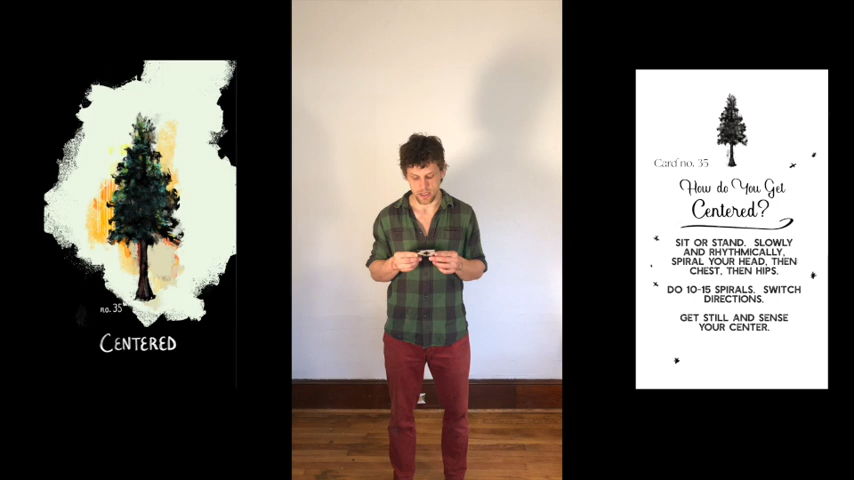 no. 35
CENTERED
Card no. 35
How do You Get
Centered?
SIT OR STAND. SLOWLY
AND RHYTHMICALLY,
SPIRAL YOUR HEAD, THEN
CHEST, THEN HIPS.
DO 10-15 SPIRALS. SWITCH
DIRECTIONS.
GET STILL AND SENSE
YOUR CENTER.